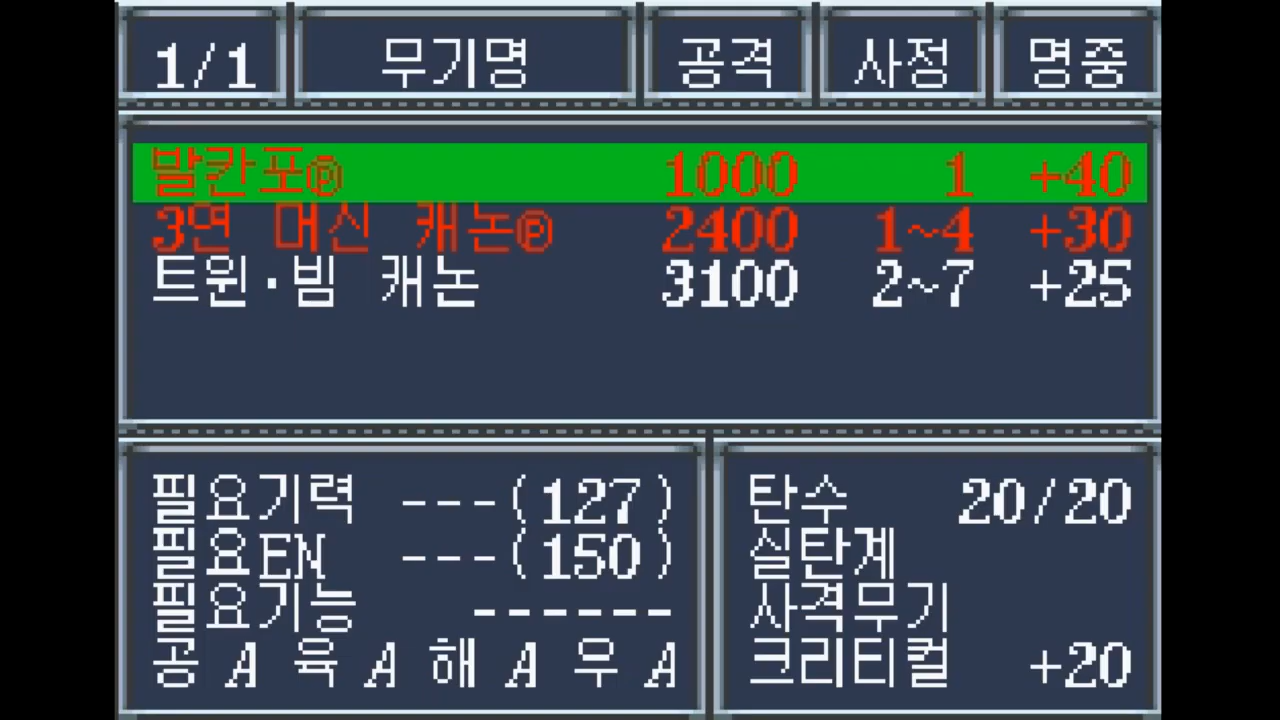 1/1 무기명 공격 사정 명중
발칸포Ⓟ 1000 1 +40
3연 머신 캐논Ⓟ 2400 1~4 +30
트윈·빔 캐논 3100 2~7 +25
필요기력 ---(127)
필요EN ---(150)
필요기능 ------
공 A 육 A 해 A 우 A
탄수 20/20
실탄계
사격무기
크리티컬 +20